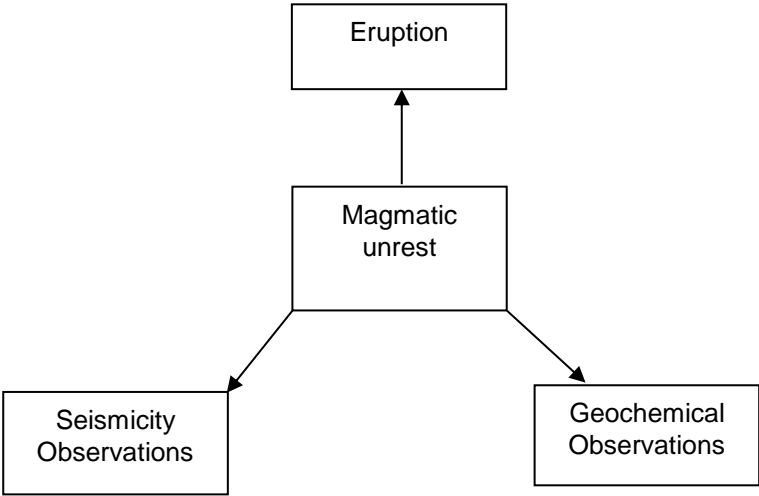 Eruption
Magmatic
unrest
Seismicity
Observations
Geochemical
Observations